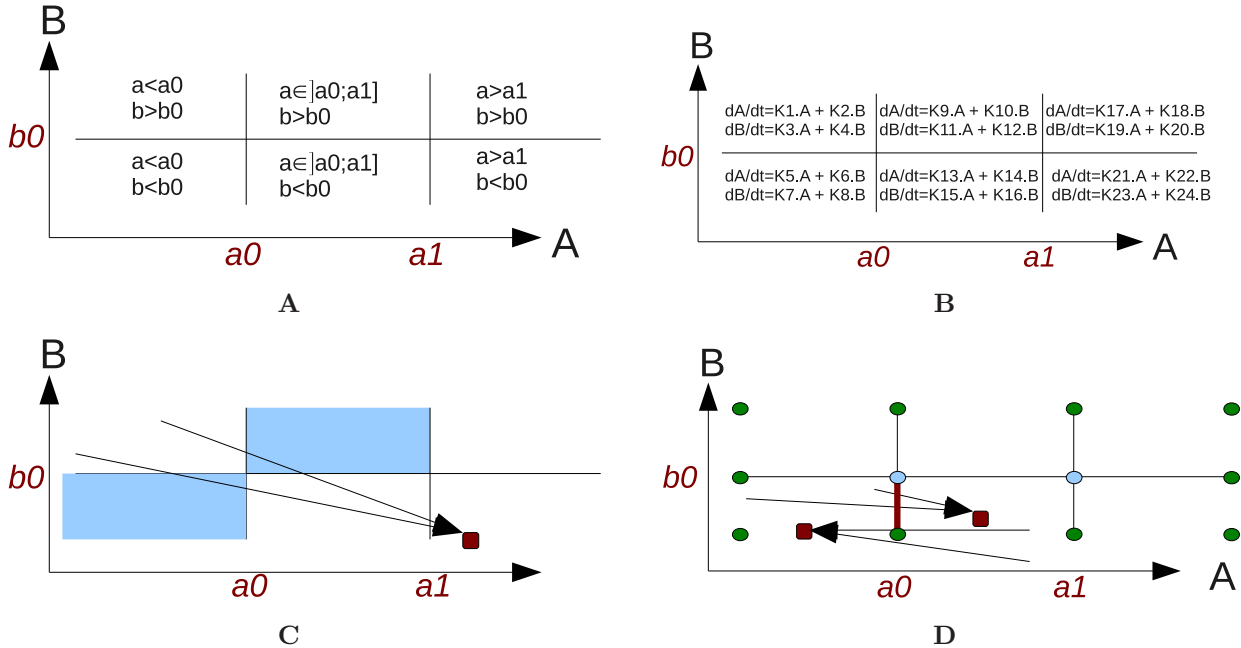 B
a<a0
b>b0
a∈]a0;a1]
b>b0
a>a1
b>b0
b0
a<a0
b<b0
a∈]a0;a1]
b<b0
a>a1
b<b0
a0
a1
A
A
B
dA/dt=K1.A + K2.B
dB/dt=K3.A + K4.B
dA/dt=K9.A + K10.B
dB/dt=K11.A + K12.B
dA/dt=K17.A + K18.B
dB/dt=K19.A + K20.B
b0
dA/dt=K5.A + K6.B
dB/dt=K7.A + K8.B
dA/dt=K13.A + K14.B
dB/dt=K15.A + K16.B
dA/dt=K21.A + K22.B
dB/dt=K23.A + K24.B
a0
a1
A
B
B
b0
a0
a1
C
B
b0
a0
a1
A
D